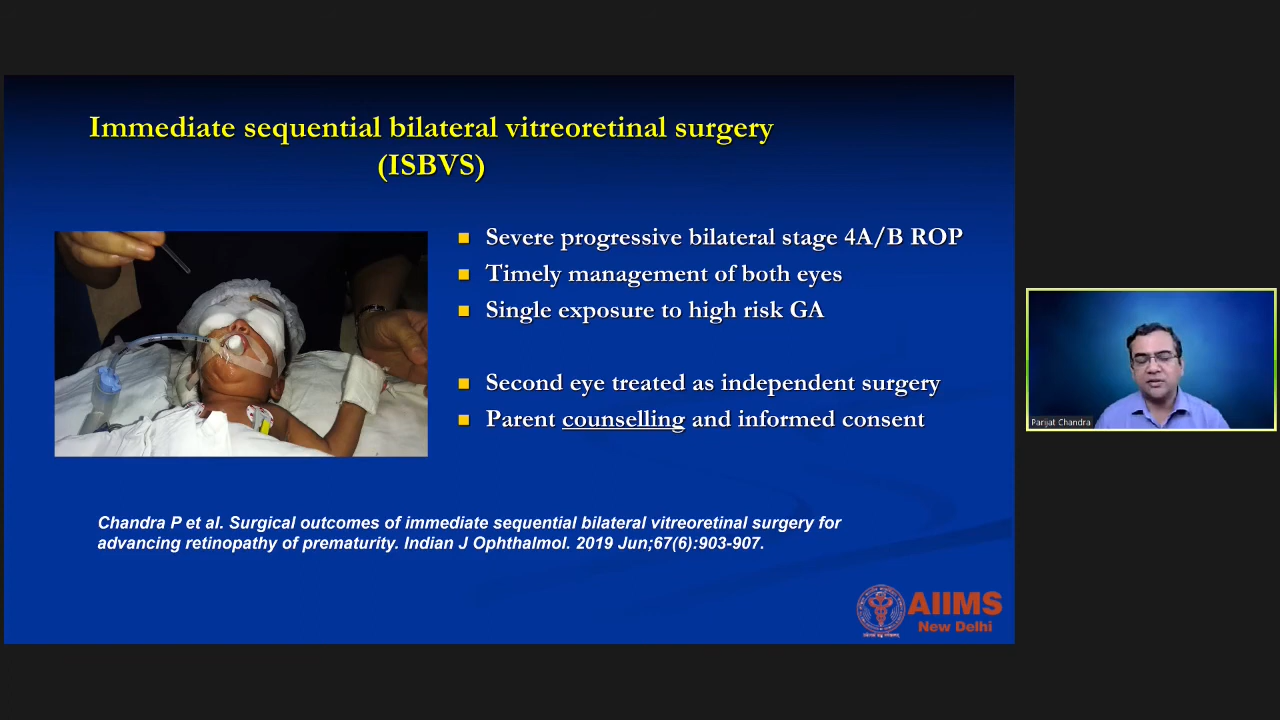 Immediate sequential bilateral vitreoretinal surgery
(ISBVS)
Severe progressive bilateral stage 4A/B ROP
Timely management of both eyes
Single exposure to high risk GA
Second eye treated as independent surgery
Parent counselling and informed consent
Chandra P et al. Surgical outcomes of immediate sequential bilateral vitreoretinal surgery for
advancing retinopathy of prematurity. Indian J Ophthalmol. 2019 Jun;67(6):903-907.
AIIMS
New Delhi
Parijat Chandra